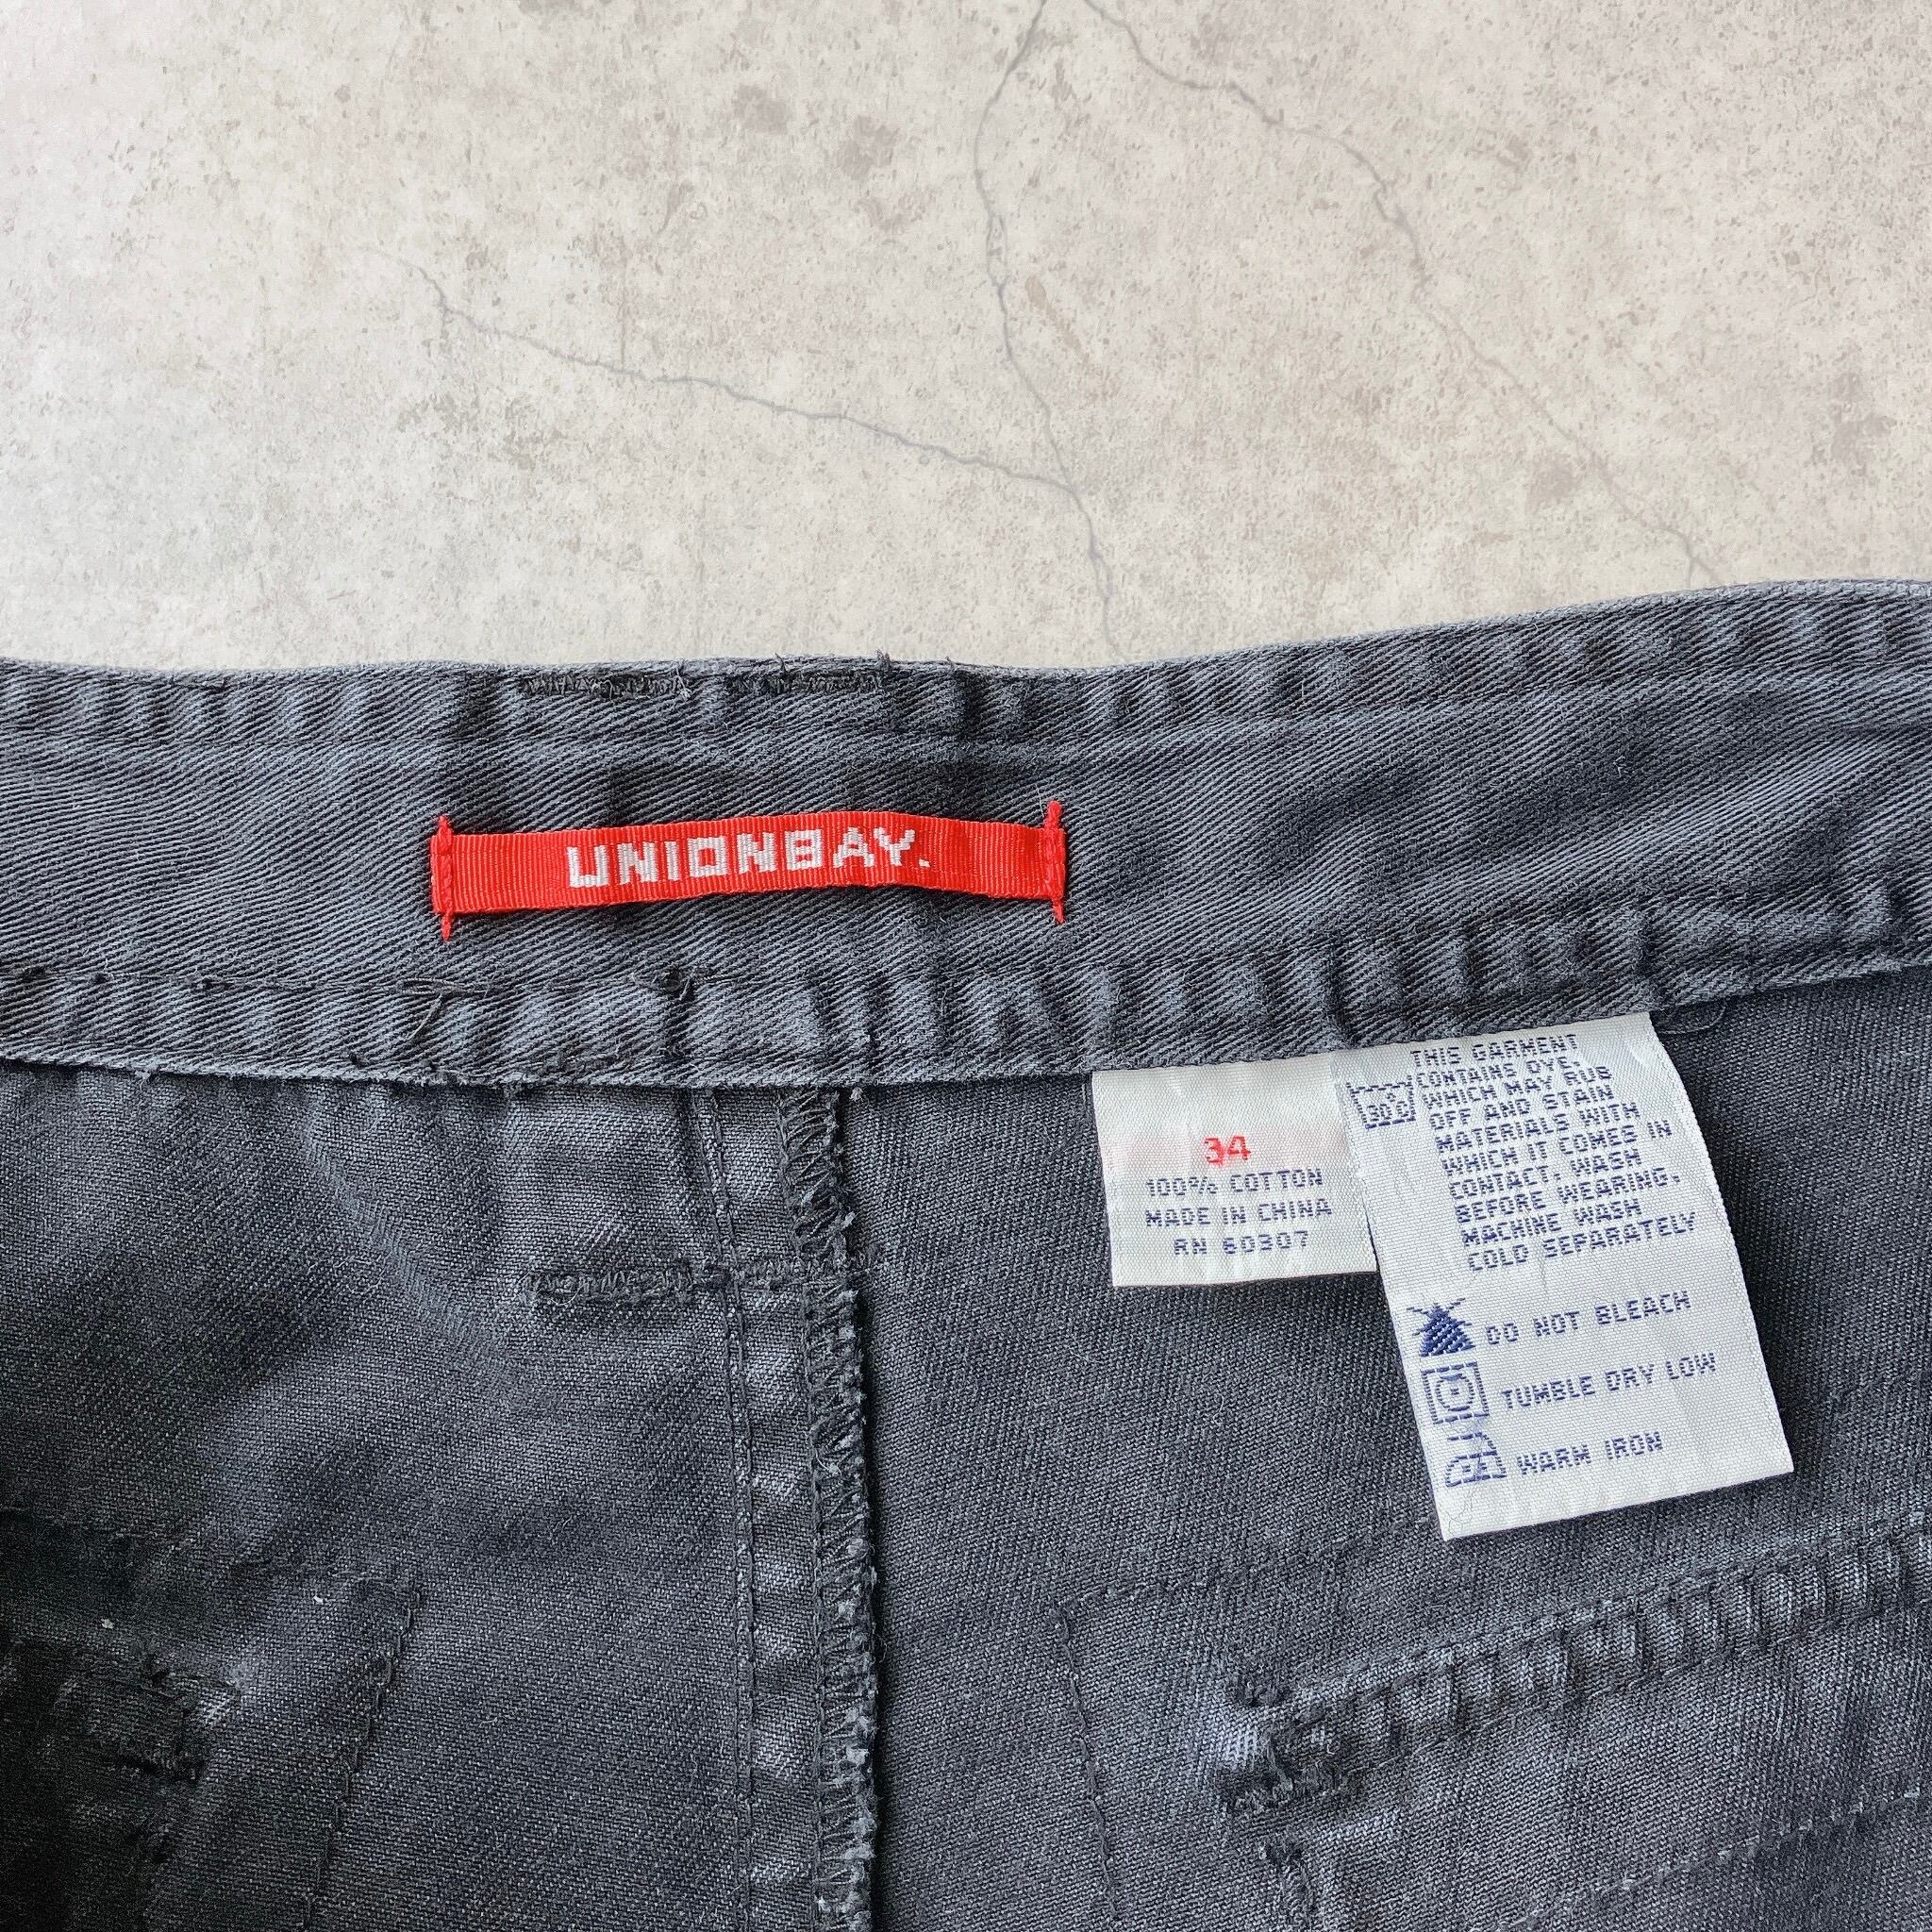 UNIONBAY.
34
100% COTTON
MADE IN CHINA
RN 60307
30°C
THIS GARMENT
CONTAINS DYE
WHICH MAY RUB
OFF AND STAIN
MATERIALS WITH
WHICH IT COMES IN
CONTACT. WASH
BEFORE WEARING.
MACHINE WASH
COLD SEPARATELY
DO NOT BLEACH
TUMBLE DRY LOW
WARM IRON